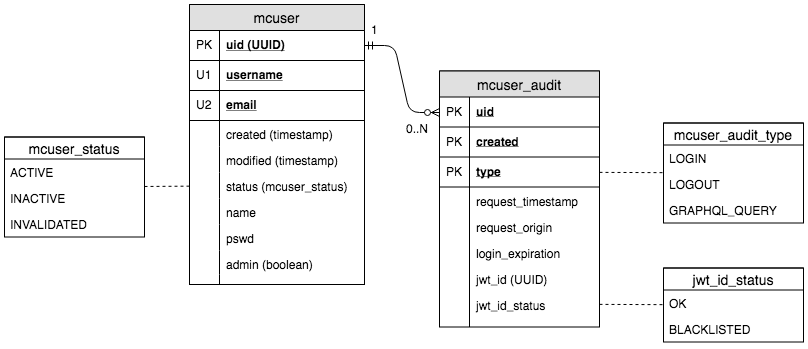 mcuser
PK uid (UUID)
U1 username
U2 email
created (timestamp)
modified (timestamp)
status (mcuser_status)
name
pswd
admin (boolean)
1
0..N
mcuser_status
ACTIVE
INACTIVE
INVALIDATED
mcuser_audit
PK uid
PK created
PK type
request_timestamp
request_origin
login_expiration
jwt_id (UUID)
jwt_id_status
mcuser_audit_type
LOGIN
LOGOUT
GRAPHQL_QUERY
jwt_id_status
OK
BLACKLISTED